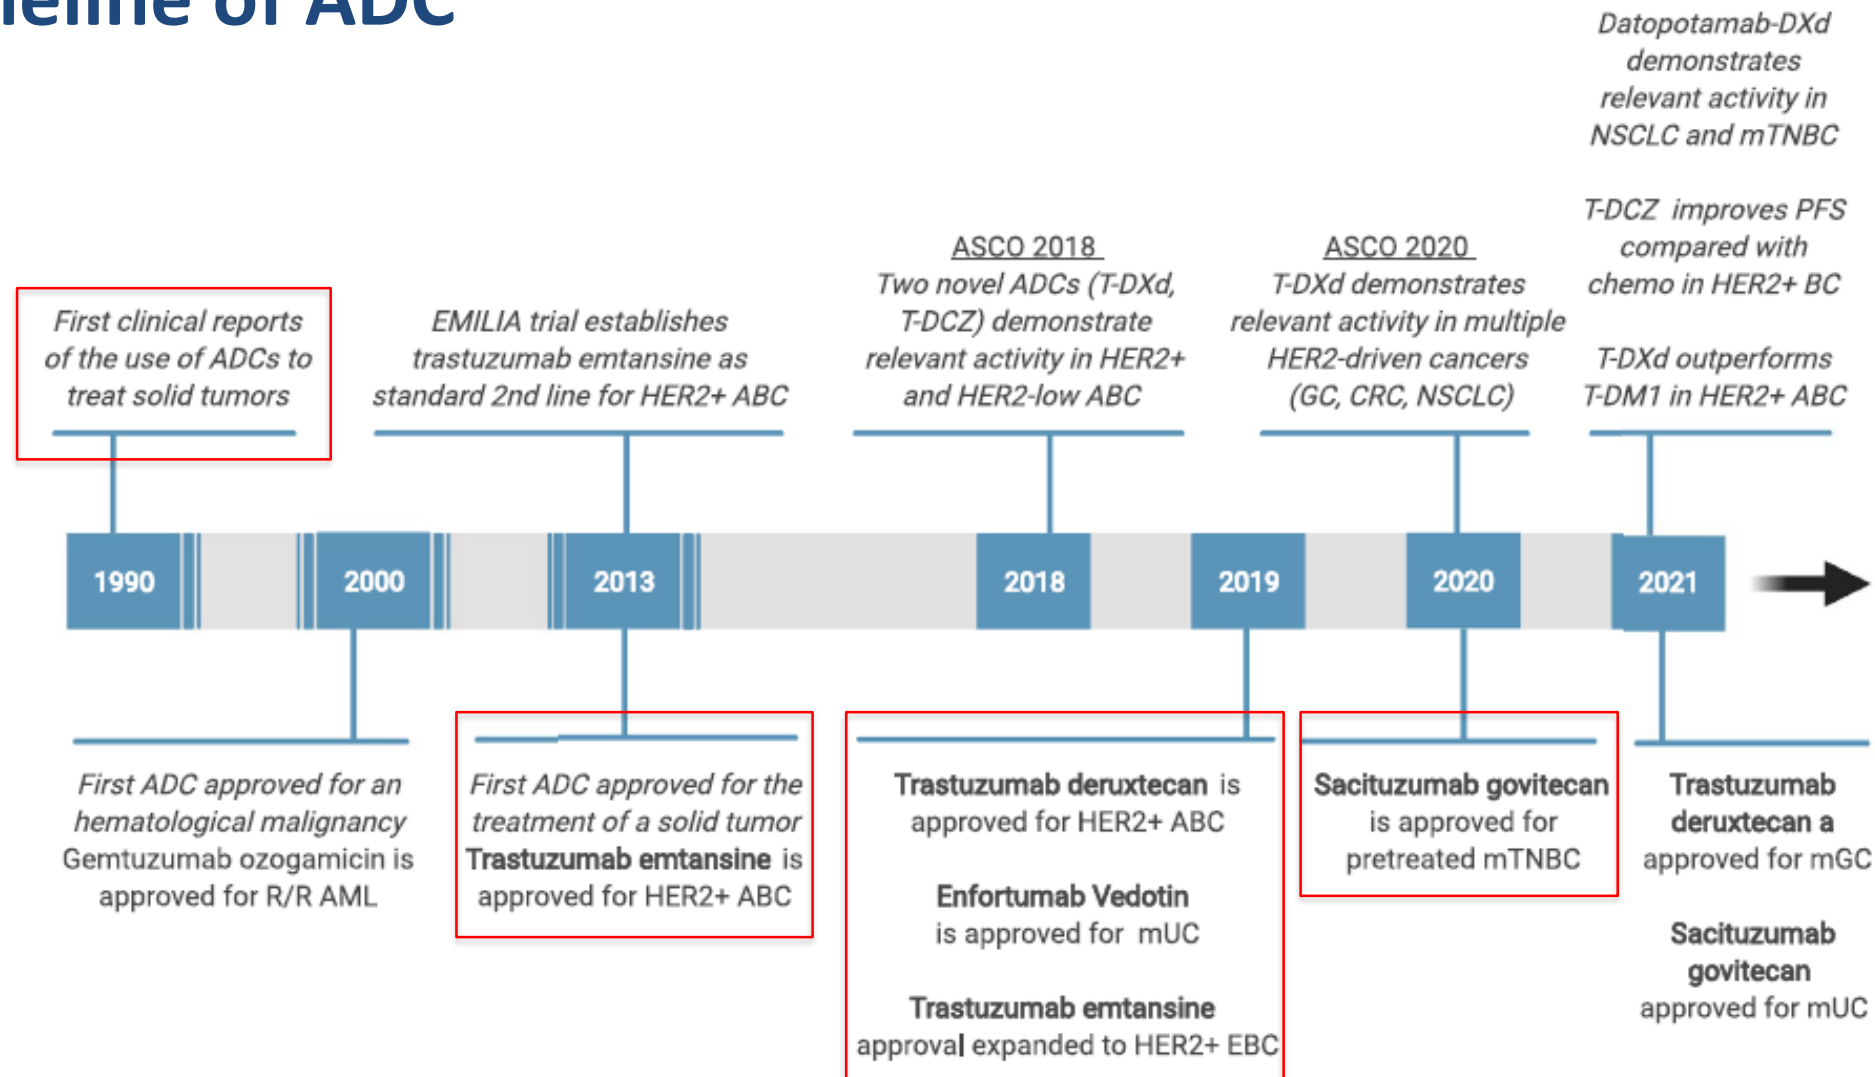 of ADC
First clinical reports
of the use of ADCs to
treat solid tumors
EMILIA trial establishes
trastuzumab emtansine as
standard 2nd line for HER2+ ABC
ASCO 2018
Two novel ADCs (T-DXd,
T-DCZ) demonstrate
relevant activity in HER2+
and HER2-low ABC
ASCO 2020
T-DXd demonstrates
relevant activity in multiple
HER2-driven cancers
(GC, CRC, NSCLC)
Datopotamab-DXd
demonstrates
relevant activity in
NSCLC and mTNBC
T-DCZ improves PFS
compared with
chemo in HER2+ BC
T-DXd outperforms
T-DM1 in HER2+ ABC
1990
2000
2013
2018
2019
2020
2021
First ADC approved for an
hematological malignancy
Gemtuzumab ozogamicin is
approved for R/R AML
First ADC approved for the
treatment of a solid tumor
Trastuzumab emtansine is
approved for HER2+ ABC
Trastuzumab deruxtecan is
approved for HER2+ ABC
Enfortumab Vedotin
is approved for mUC
Trastuzumab emtansine
approval expanded to HER2+ EBC
Sacituzumab govitecan
is approved for
pretreated mTNBC
Trastuzumab
deruxtecan a
approved for mGC
Sacituzumab
govitecan
approved for mUC